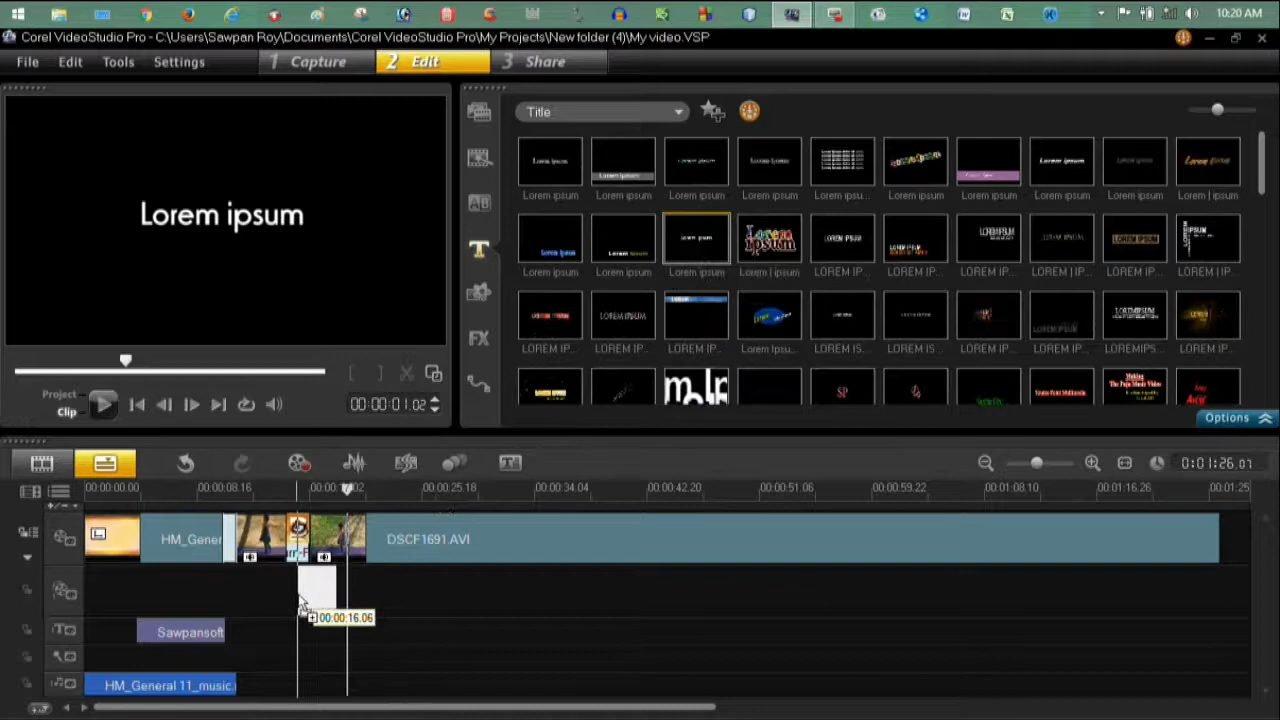 10:20 AM
Corel VideoStudio Pro - C:\Users\Sawpan Roy\Documents\Corel VideoStudio Pro\My Projects\New folder (4)\My video.VSP
File Edit Tools Settings 1 Capture 2 Edit 3 Share
Title
Lorem ipsum
Lorem ipsum Lorem ipsum Lorem ipsum Lorem ipsum Lorem ipsu... Lorem ipsum Lorem ipsum Lorem ipsum Lorem ipsum Lorem | ipsum
Lorem ipsum Lorem ipsum Lorem ipsum Lorem | ipsum LOREM IP... LOREM IP... LOREM IP... LOREM | IP... LOREM IP... LOREM | IP...
LOREM IP... LOREM IP... LOREM IP... Lorem Ipsu... LOREM IS... LOREM IS... LOREM IP... LOREM IP... LOREMIPS... LOREM IP...
Project
Clip
00:00:01.02
Options
0:01:26.01
00:00:00.00 00:00:08.16 00:00:25.18 00:00:34.04 00:00:42.20 00:00:51.06 00:00:59.22 00:01:08.10 00:01:16.26 00:01:25
HM_Gener DSCF1691.AVI
00:00:16.06
Sawpansoft
HM_General 11_music.